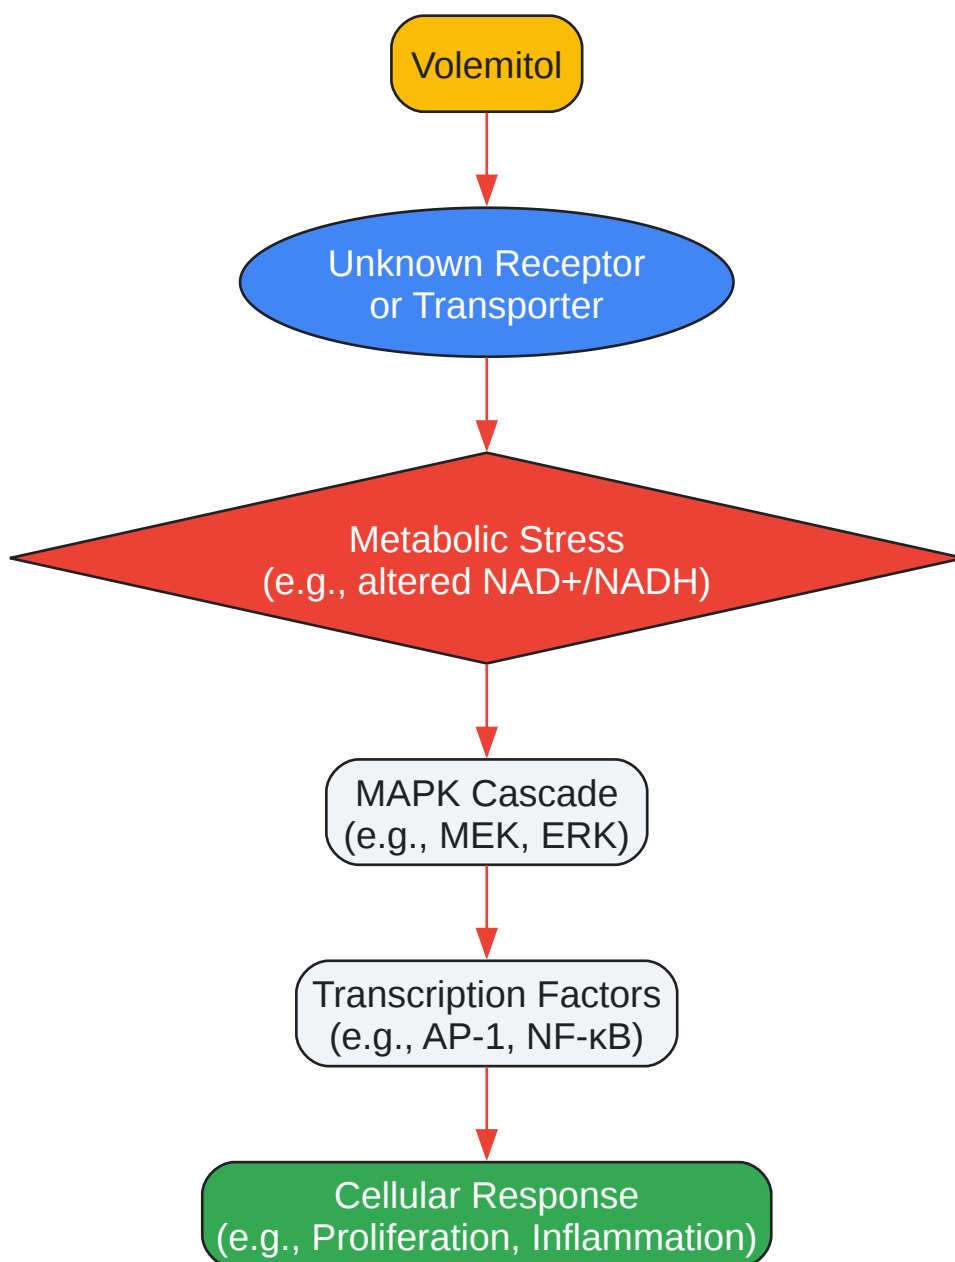 Volemitol
Unknown Receptor
or Transporter
Metabolic Stress
(e.g., altered NAD+/NADH)
MAPK Cascade
(e.g., MEK, ERK)
Transcription Factors
(e.g., AP-1, NF-κB)
Cellular Response
(e.g., Proliferation, Inflammation)